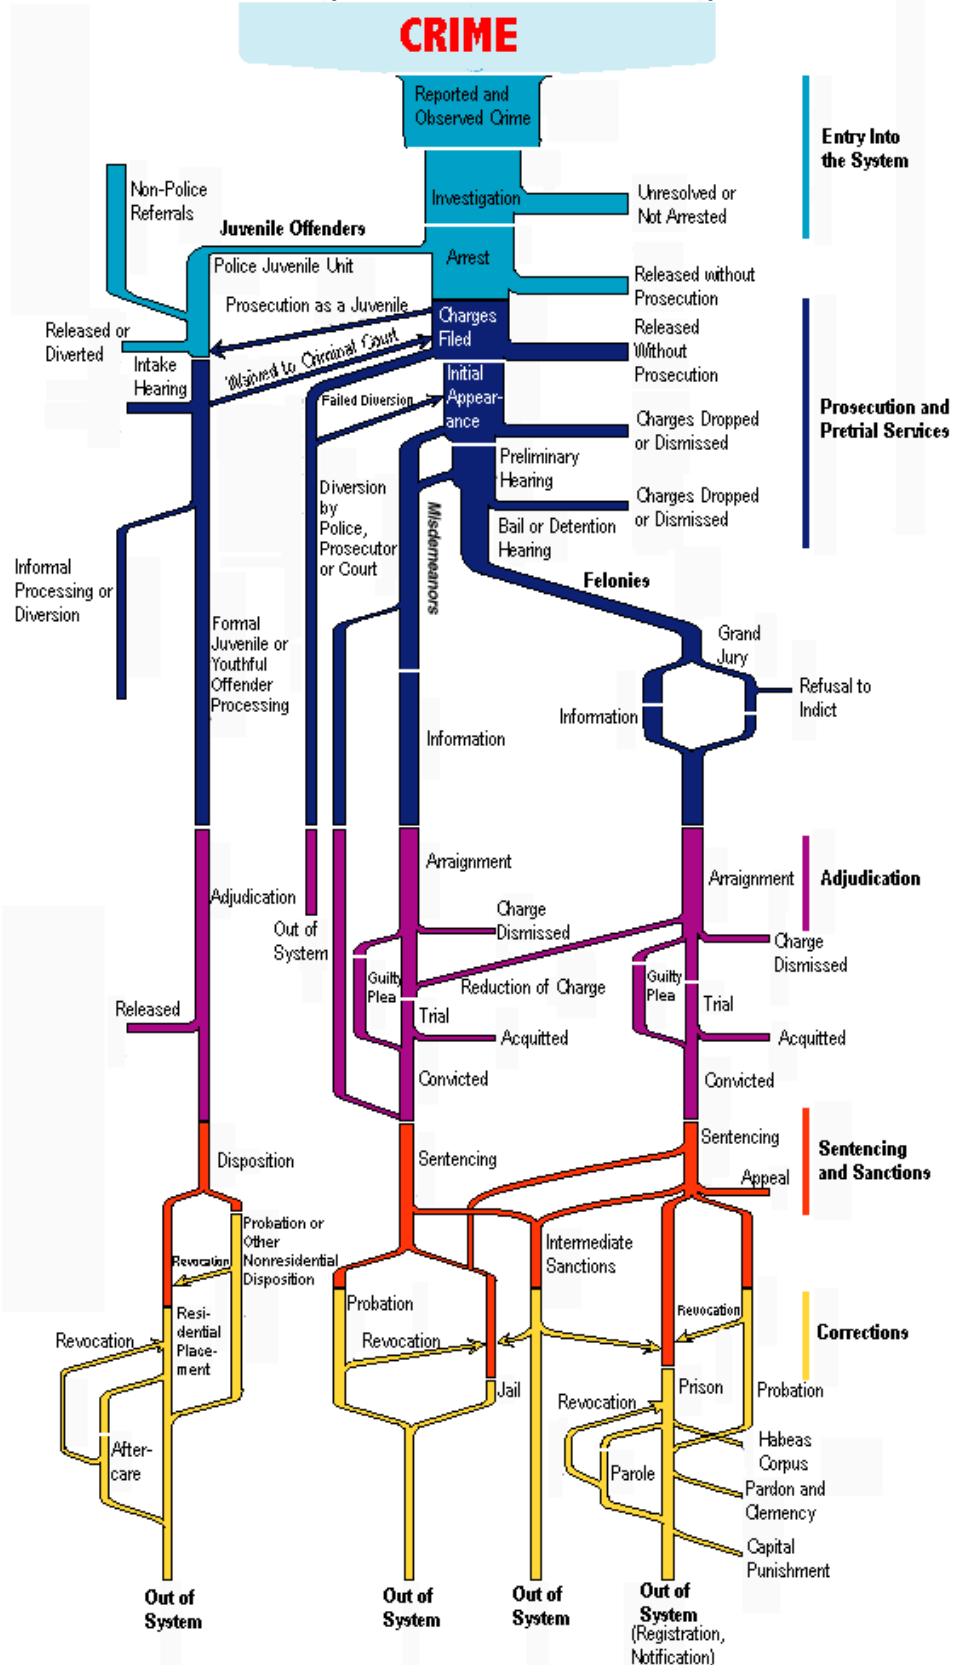 CRIME
Reported and
Observed Crime
Entry Into
the System
Non-Police
Referrals
Investigation
Unresolved or
Not Arrested
Juvenile Offenders
Arrest
Police Juvenile Unit
Released without
Prosecution
Prosecution as a Juvenile
Charges
Filed
Released or
Diverted
Released
Without
Prosecution
Waived to Criminal Court
Intake
Hearing
Initial
Appear-
ance
Failed Diversion
Prosecution and
Pretrial Services
Charges Dropped
or Dismissed
Preliminary
Hearing
Diversion
by
Police,
Prosecutor
or Court
Misdemeanors
Charges Dropped
or Dismissed
Bail or Detention
Hearing
Informal
Processing or
Diversion
Felonies
Formal
Juvenile or
Youthful
Offender
Processing
Grand
Jury
Refusal to
Indict
Information
Information
Arraignment
Arraignment
Adjudication
Adjudication
Out of
System
Charge
Dismissed
Charge
Dismissed
Guilty
Plea
Guilty
Plea
Reduction of Charge
Released
Trial
Trial
Acquitted
Acquitted
Convicted
Convicted
Sentencing
Sentencing
and Sanctions
Disposition
Sentencing
Appeal
Probation or
Other
Nonresidential
Disposition
Revocation
Intermediate
Sanctions
Probation
Revocation
Resi-
dential
Place-
ment
Revocation
Revocation
Corrections
Jail
Prison
Probation
Revocation
After-
care
Parole
Habeas
Corpus
Pardon and
Clemency
Capital
Punishment
Out of
System
Out of
System
Out of
System
Out of
System
(Registration,
Notification)